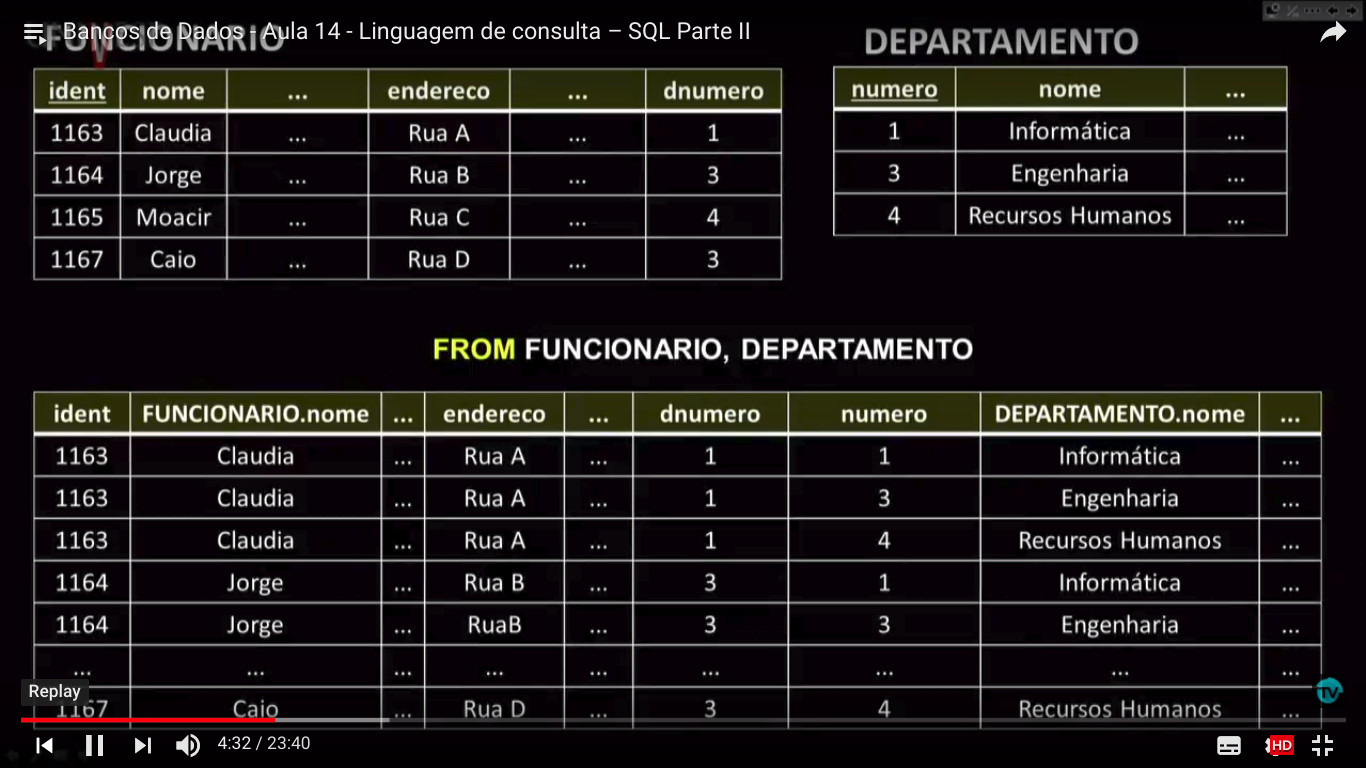 Bancos de Dados - Aula 14 - Linguagem de consulta – SQL Parte II
FUNCIONARIO
ident nome ... endereco ... dnumero
1163 Claudia ... Rua A ... 1
1164 Jorge ... Rua B ... 3
1165 Moacir ... Rua C ... 4
1167 Caio ... Rua D ... 3
DEPARTAMENTO
numero nome ...
1 Informática ...
3 Engenharia ...
4 Recursos Humanos ...
FROM FUNCIONARIO, DEPARTAMENTO
ident FUNCIONARIO.nome ... endereco ... dnumero numero DEPARTAMENTO.nome ...
1163 Claudia ... Rua A ... 1 1 Informática ...
1163 Claudia ... Rua A ... 1 3 Engenharia ...
1163 Claudia ... Rua A ... 1 4 Recursos Humanos ...
1164 Jorge ... Rua B ... 3 1 Informática ...
1164 Jorge ... RuaB ... 3 3 Engenharia ...
... ... ... ... ... ... ... ... ...
Replay
TV
1167 Caio ... Rua D ... 3 4 Recursos Humanos ...
4:32 / 23:40
HD